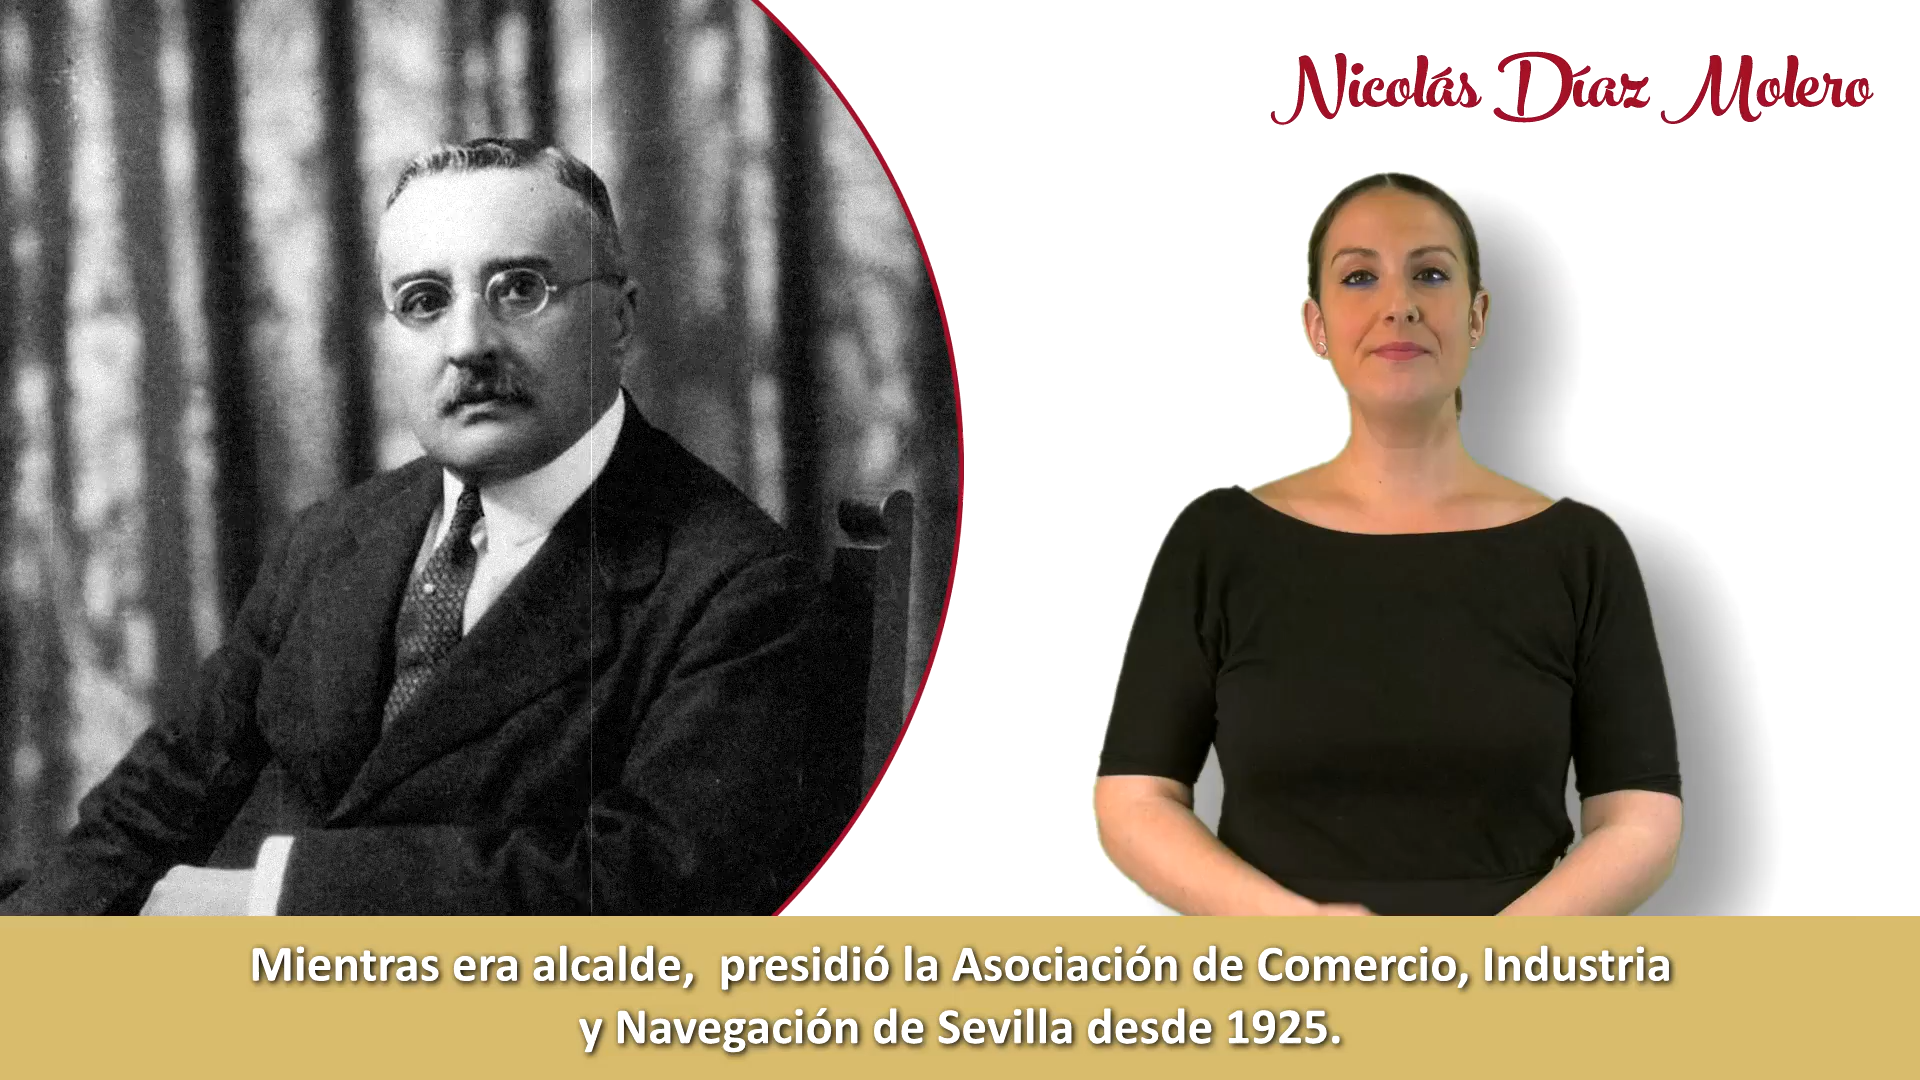 Nicolás Díaz Molero
Mientras era alcalde, presidió la Asociación de Comercio, Industria
y Navegación de Sevilla desde 1925.